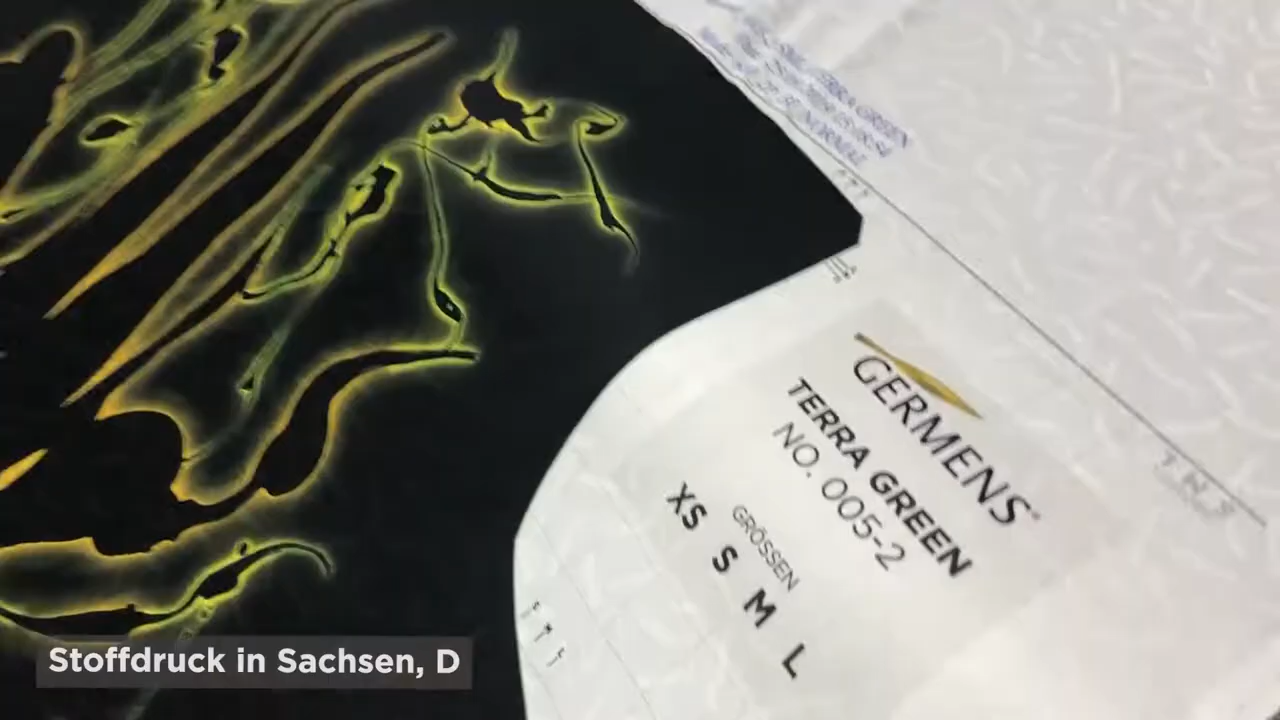 GERMENS®
TERRA GREEN
NO. 005-2
GRÖSSEN
XS S M L
Stoffdruck in Sachsen, D